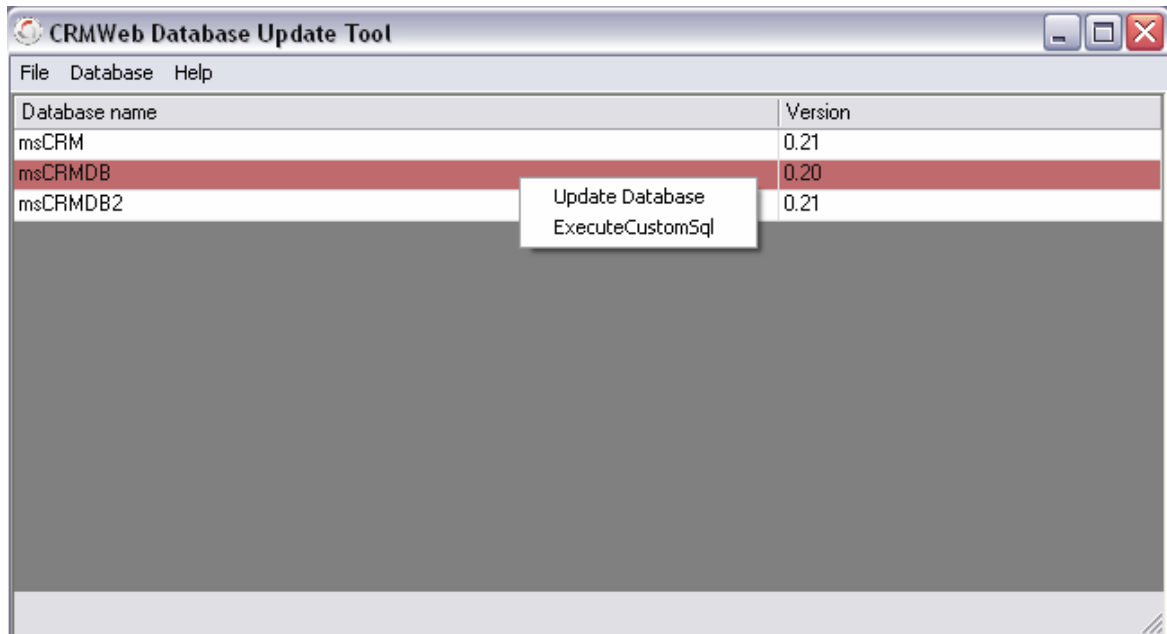 CRMWeb Database Update Tool
File Database Help
Database name Version
msCRM 0.21
msCRMDB 0.20
msCRMDB2 0.21
Update Database
ExecuteCustomSql